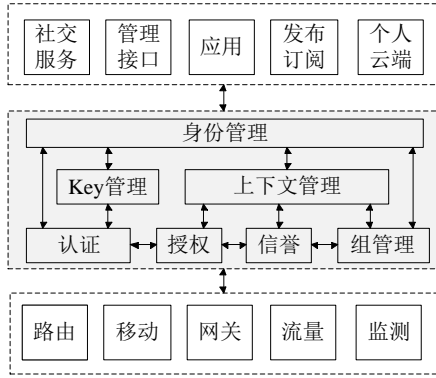 社交 管理 应用 发布 个人
服务 接口 订阅 云端
身份管理
Key管理 上下文管理
认证 授权 信誉 组管理
路由 移动 网关 流量 监测